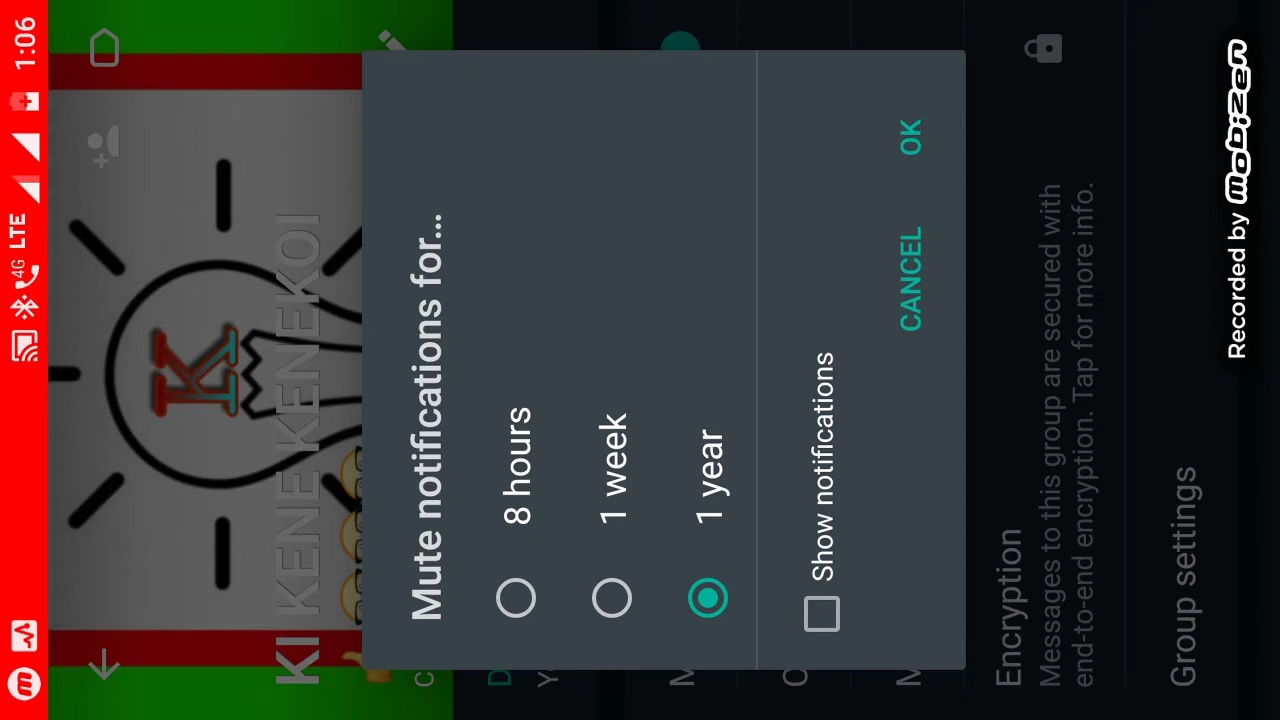 1:06
4G LTE
K
KI KENE KENEKOI
C
D
Y
M
C
M
Mute notifications for...
8 hours
1 week
1 year
Show notifications
CANCEL OK
Encryption
Messages to this group are secured with
end-to-end encryption. Tap for more info.
Group settings
Recorded by mobizen